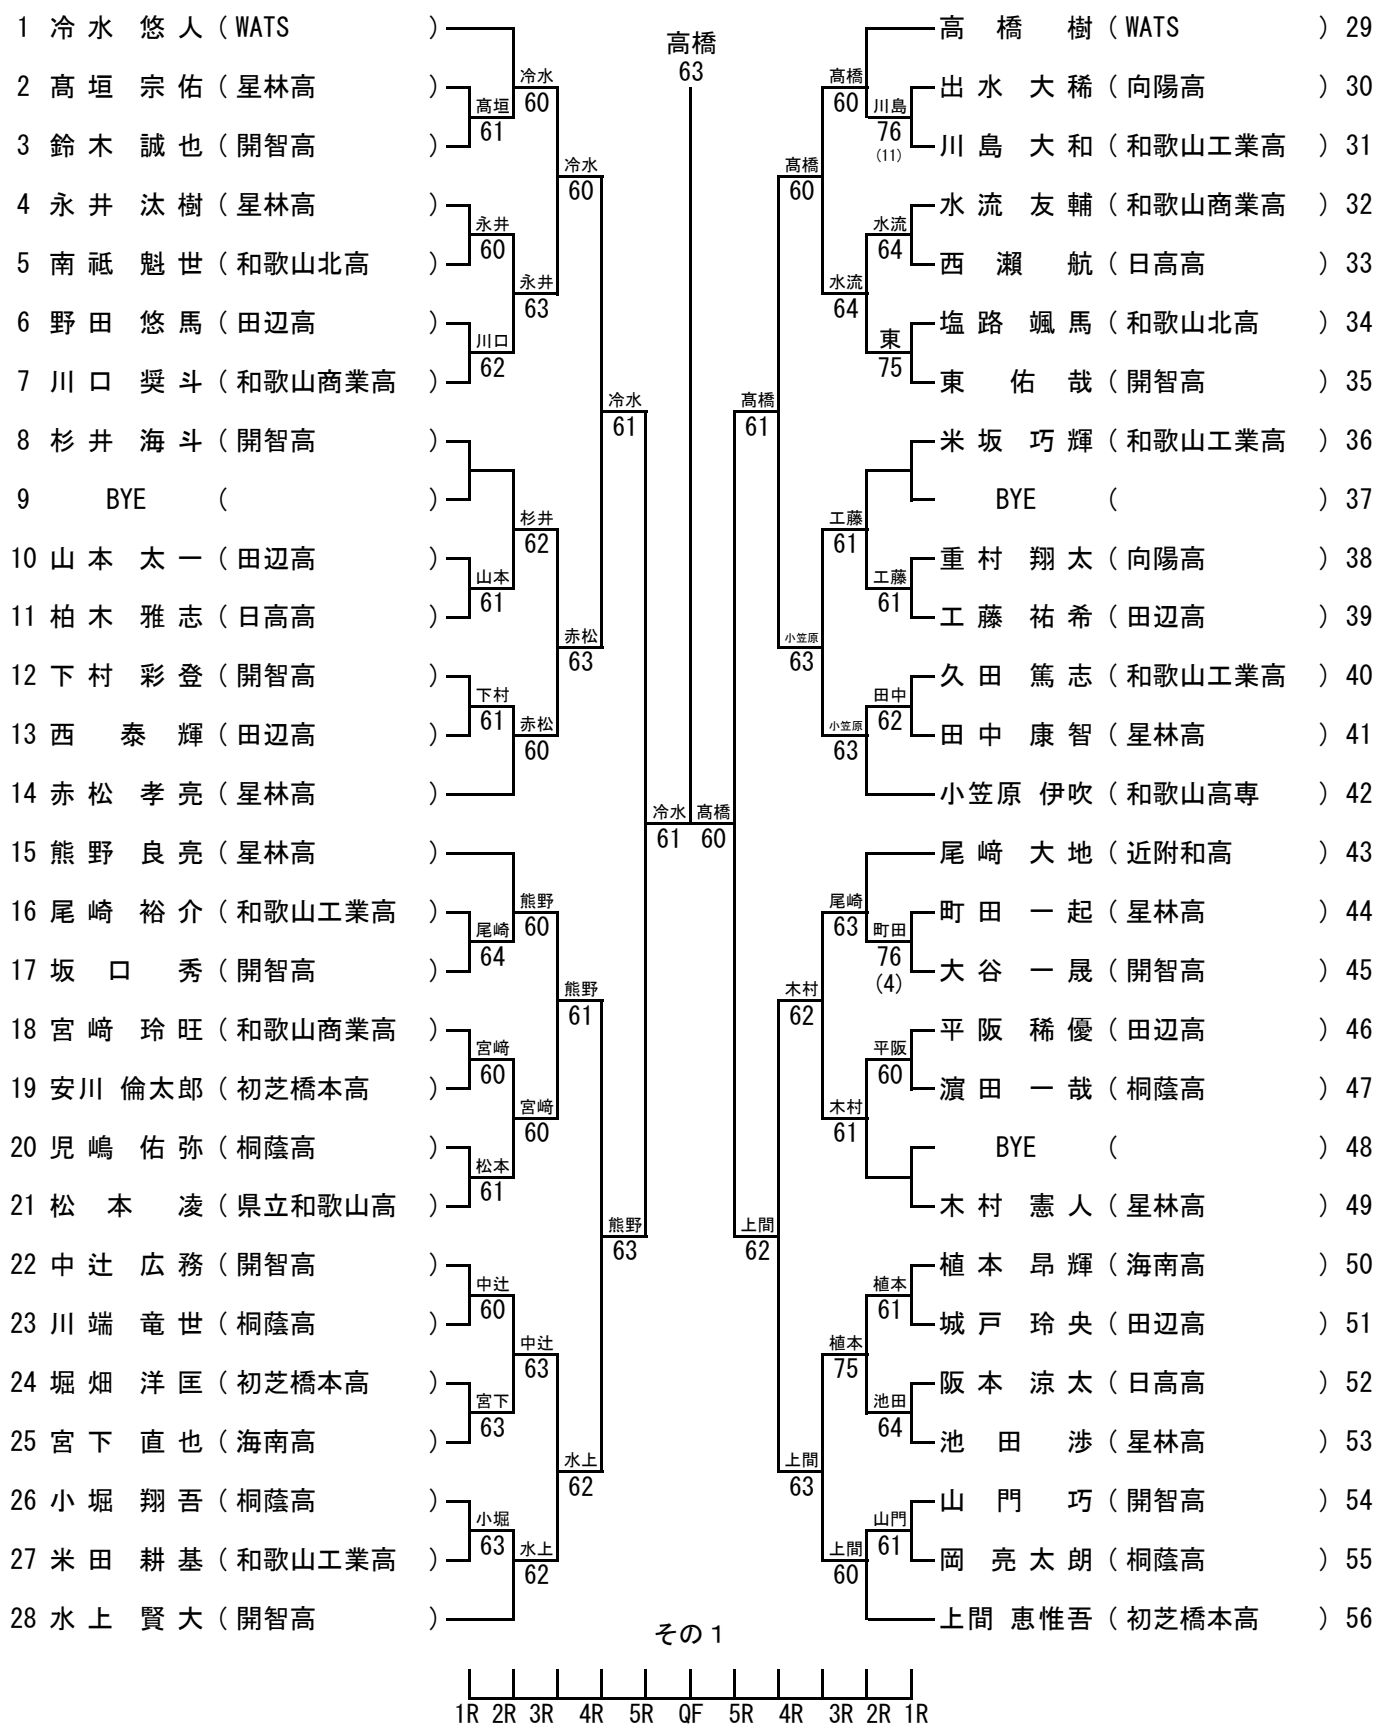 高橋
63
1 冷水 悠人 ( WATS )
2 髙垣 宗佑 ( 星林高 )
3 鈴木 誠也 ( 開智高 )
4 永井 汰樹 ( 星林高 )
5 南祗 魁世 ( 和歌山北高 )
6 野田 悠馬 ( 田辺高 )
7 川口 奨斗 ( 和歌山商業高 )
8 杉井 海斗 ( 開智高 )
9 BYE ( )
10 山本 太一 ( 田辺高 )
11 柏木 雅志 ( 日高高 )
12 下村 彩登 ( 開智高 )
13 西 泰輝 ( 田辺高 )
14 赤松 孝亮 ( 星林高 )
15 熊野 良亮 ( 星林高 )
16 尾崎 裕介 ( 和歌山工業高 )
17 坂口 秀 ( 開智高 )
18 宮﨑 玲旺 ( 和歌山商業高 )
19 安川 倫太郎 ( 初芝橋本高 )
20 児嶋 佑弥 ( 桐蔭高 )
21 松本 凌 ( 県立和歌山高 )
22 中辻 広務 ( 開智高 )
23 川端 竜世 ( 桐蔭高 )
24 堀畑 洋匡 ( 初芝橋本高 )
25 宮下 直也 ( 海南高 )
26 小堀 翔吾 ( 桐蔭高 )
27 米田 耕基 ( 和歌山工業高 )
28 水上 賢大 ( 開智高 )
髙垣
61
永井
60
川口
62
山本
61
下村
61
尾崎
64
宮﨑
60
松本
61
中辻
60
宮下
63
小堀
63
冷水
60
永井
63
杉井
62
赤松
60
熊野
60
宮﨑
60
中辻
63
水上
62
冷水
60
赤松
63
熊野
61
水上
62
冷水
61
熊野
63
冷水
61
髙橋
60
髙橋
61
上間
62
髙橋
60
小笠原
63
木村
62
上間
63
髙橋
60
水流
64
工藤
61
小笠原
63
尾崎
63
木村
61
植本
75
上間
60
川島
76
(11)
水流
64
東
75
工藤
61
田中
62
町田
76
(4)
平阪
60
植本
61
池田
64
山門
61
高橋 樹 ( WATS ) 29
出水 大稀 ( 向陽高 ) 30
川島 大和 ( 和歌山工業高 ) 31
水流 友輔 ( 和歌山商業高 ) 32
西瀬 航 ( 日高高 ) 33
塩路 颯馬 ( 和歌山北高 ) 34
東 佑哉 ( 開智高 ) 35
米坂 巧輝 ( 和歌山工業高 ) 36
BYE ( ) 37
重村 翔太 ( 向陽高 ) 38
工藤 祐希 ( 田辺高 ) 39
久田 篤志 ( 和歌山工業高 ) 40
田中 康智 ( 星林高 ) 41
小笠原 伊吹 ( 和歌山高専 ) 42
尾﨑 大地 ( 近附和高 ) 43
町田 一起 ( 星林高 ) 44
大谷 一晟 ( 開智高 ) 45
平阪 稀優 ( 田辺高 ) 46
濵田 一哉 ( 桐蔭高 ) 47
BYE ( ) 48
木村 憲人 ( 星林高 ) 49
植本 昂輝 ( 海南高 ) 50
城戸 玲央 ( 田辺高 ) 51
阪本 涼太 ( 日高高 ) 52
池田 渉 ( 星林高 ) 53
山門 巧 ( 開智高 ) 54
岡 亮太朗 ( 桐蔭高 ) 55
上間 恵惟吾 ( 初芝橋本高 ) 56
その1
1R 2R 3R 4R 5R QF 5R 4R 3R 2R 1R